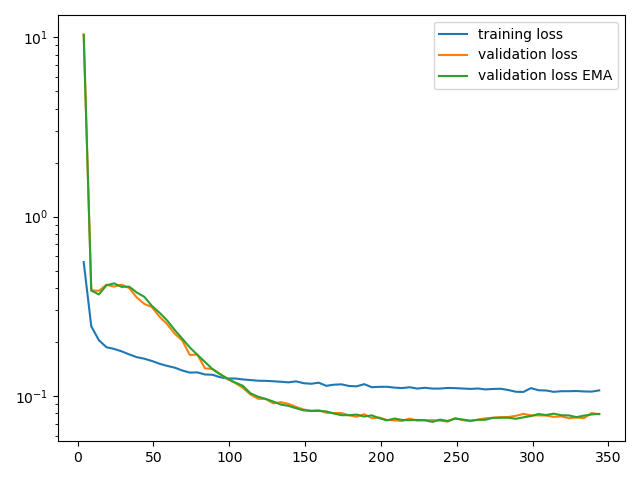 training loss
validation loss
validation loss EMA
10¹
10⁰
10⁻¹
0 50 100 150 200 250 300 350